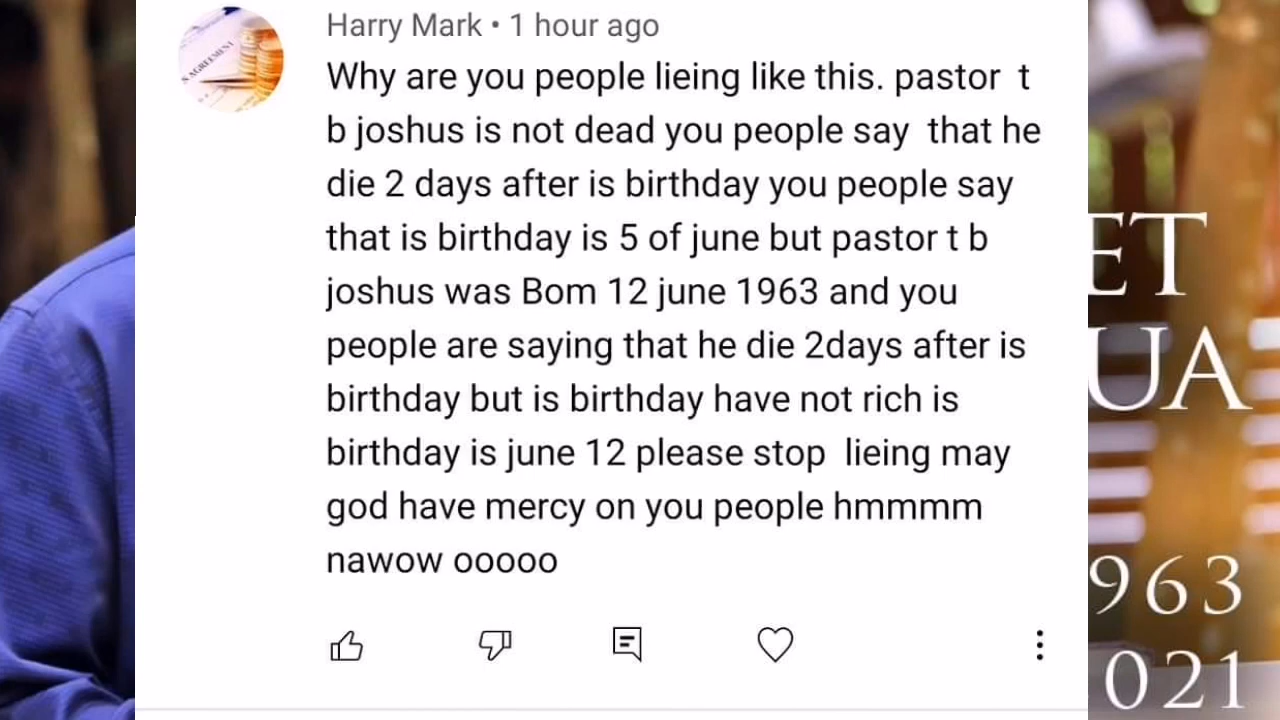 Harry Mark • 1 hour ago
Why are you people lieing like this. pastor  t
b joshus is not dead you people say  that he
die 2 days after is birthday you people say
that is birthday is 5 of june but pastor t b
joshus was Bom 12 june 1963 and you
people are saying that he die 2days after is
birthday but is birthday have not rich is
birthday is june 12 please stop  lieing may
god have mercy on you people hmmmm
nawow ooooo
ET
UA
963
021